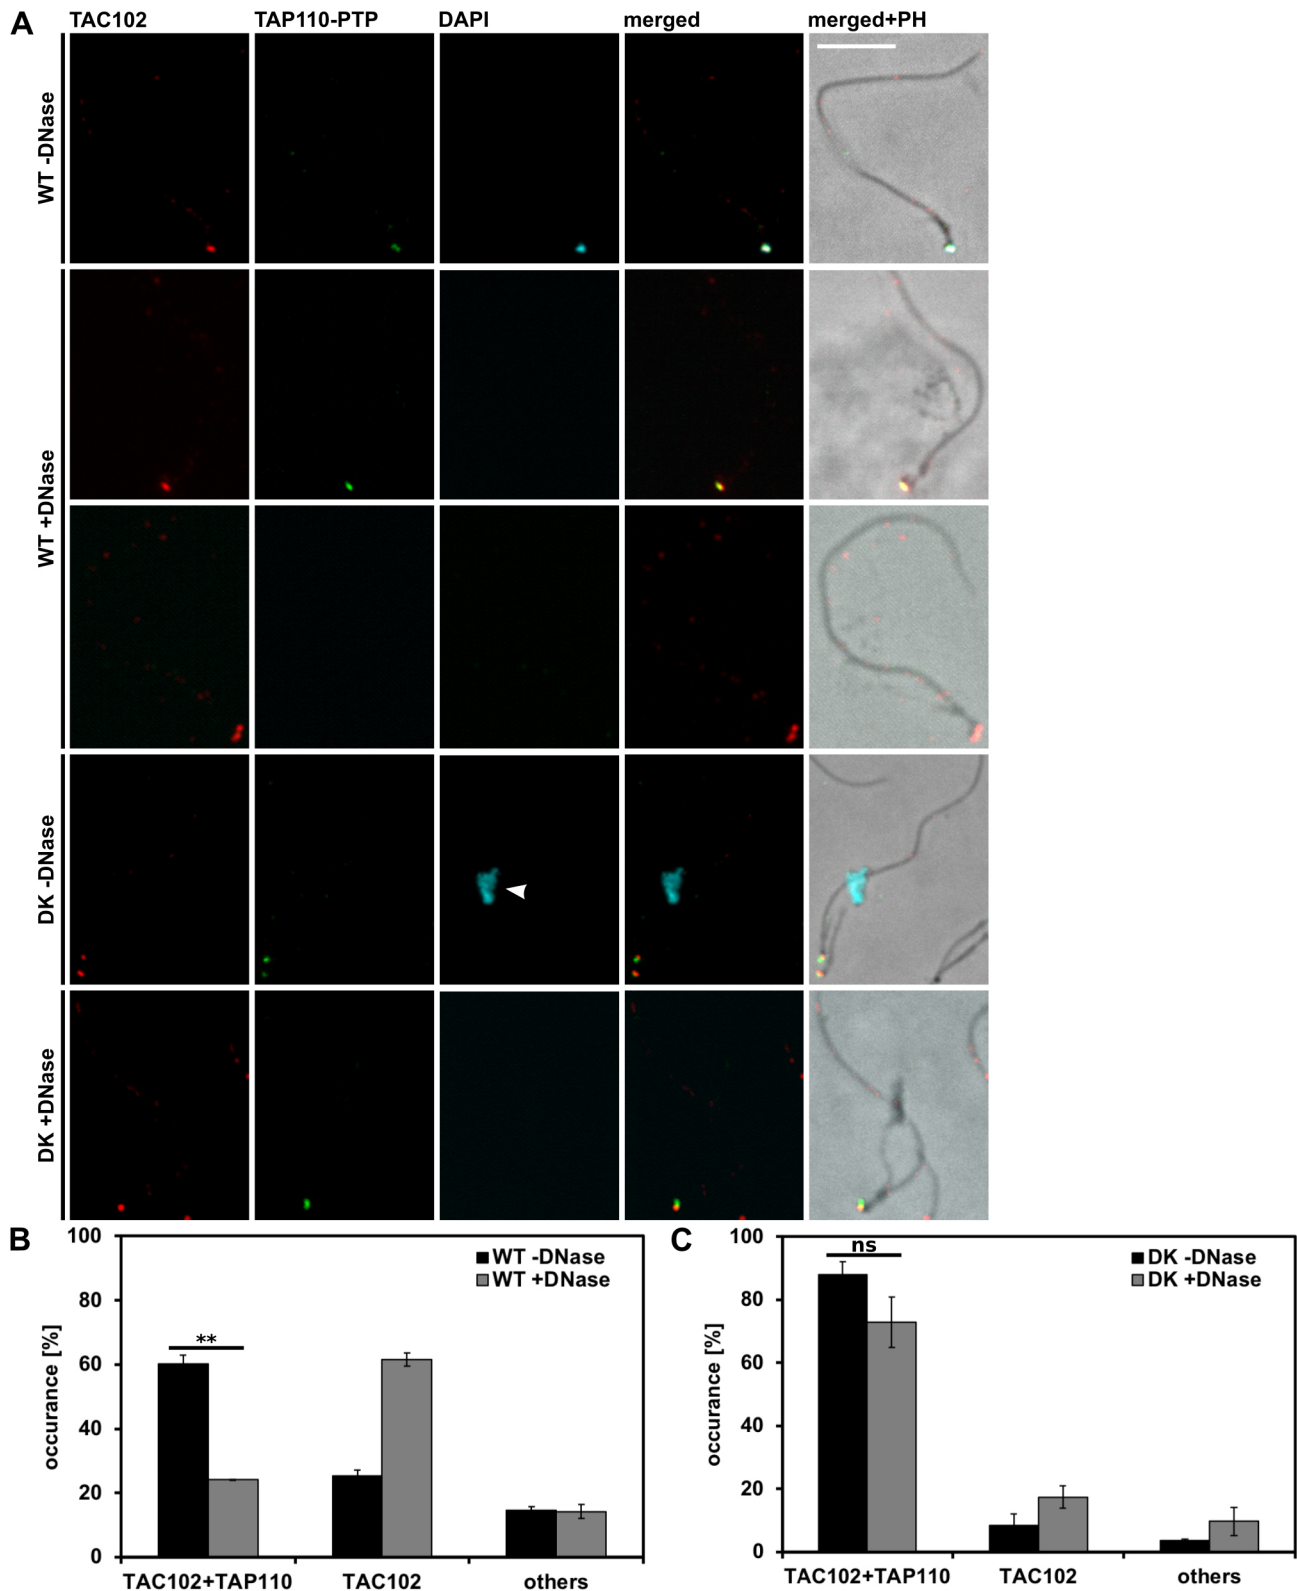 A
TAC102 TAP110-PTP DAPI merged merged+PH
WT -DNase
WT +DNase
DK -DNase
DK +DNase
B
100
80
60
40
20
0
occurance [%]
**
WT -DNase
WT +DNase
TAC102+TAP110 TAC102 others
C
100
80
60
40
20
0
occurance [%]
ns
DK -DNase
DK +DNase
TAC102+TAP110 TAC102 others